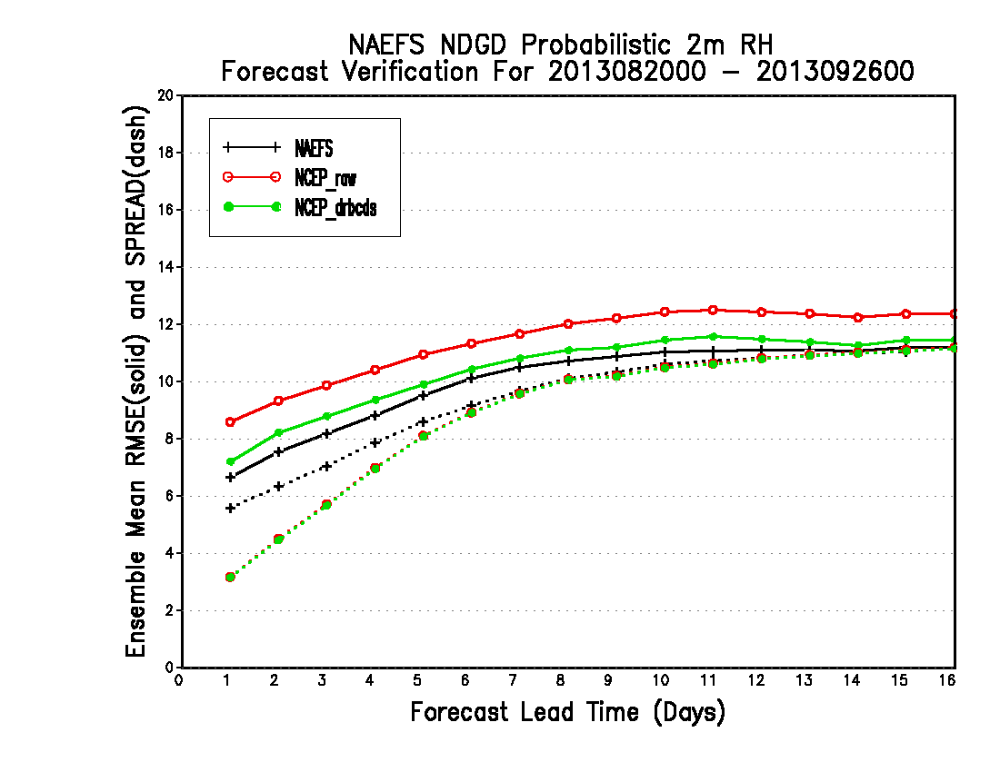 NAEFS NDGD Probabilistic 2m RH
Forecast Verification For 2013082000 – 2013092600
Ensemble Mean RMSE(solid) and SPREAD(dash)
20
18
16
14
12
10
8
6
4
2
0
NAEFS
NCEP_raw
NCEP_drbcds
0 1 2 3 4 5 6 7 8 9 10 11 12 13 14 15 16
Forecast Lead Time (Days)